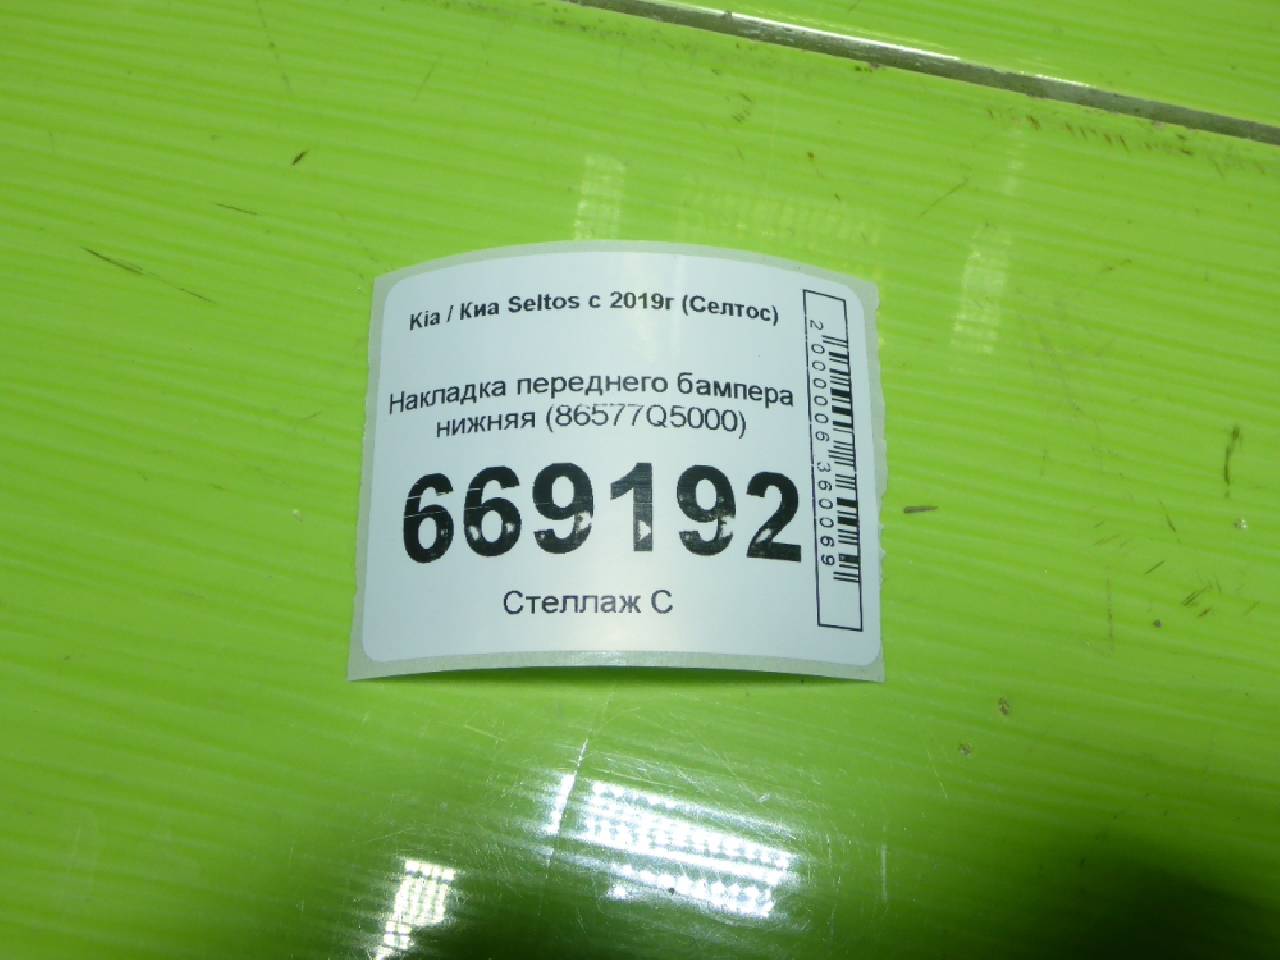 Kia / Киа Seltos с 2019г (Селтос)
Накладка переднего бампера
нижняя (86577Q5000)
669192
Стеллаж С
2000006360069